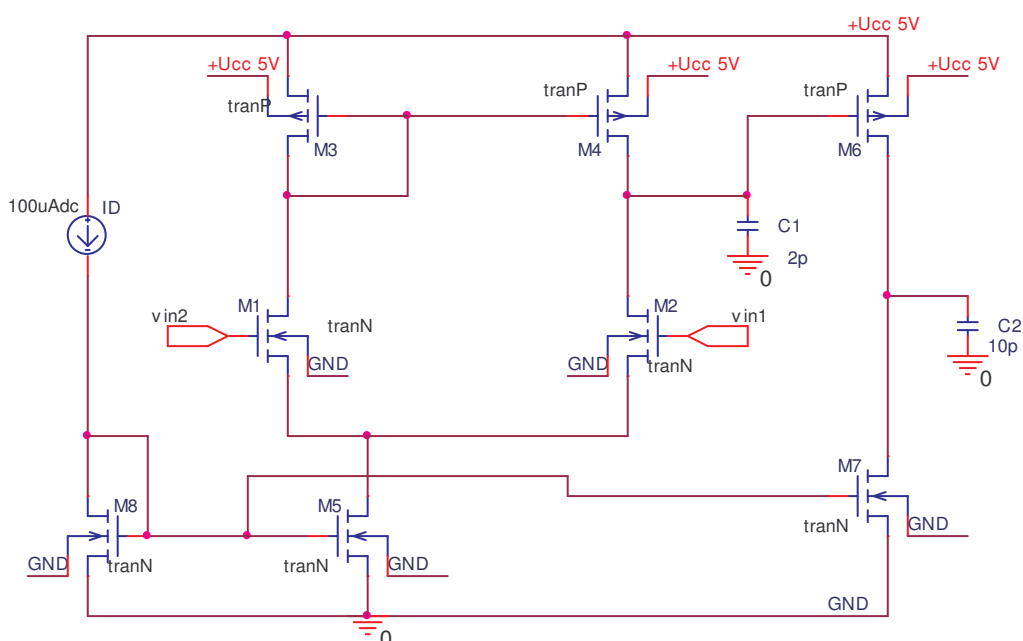 +Ucc 5V
+Ucc 5V
+Ucc 5V
+Ucc 5V
tranP
tranP
tranP
M3
M4
M6
100uAdc
ID
C1
2p
0
M1
M2
vin2
vin1
tranN
GND
GND
tranN
C2
10p
0
M8
M5
M7
tranN
GND
GND
GND
tranN
tranN
GND
0